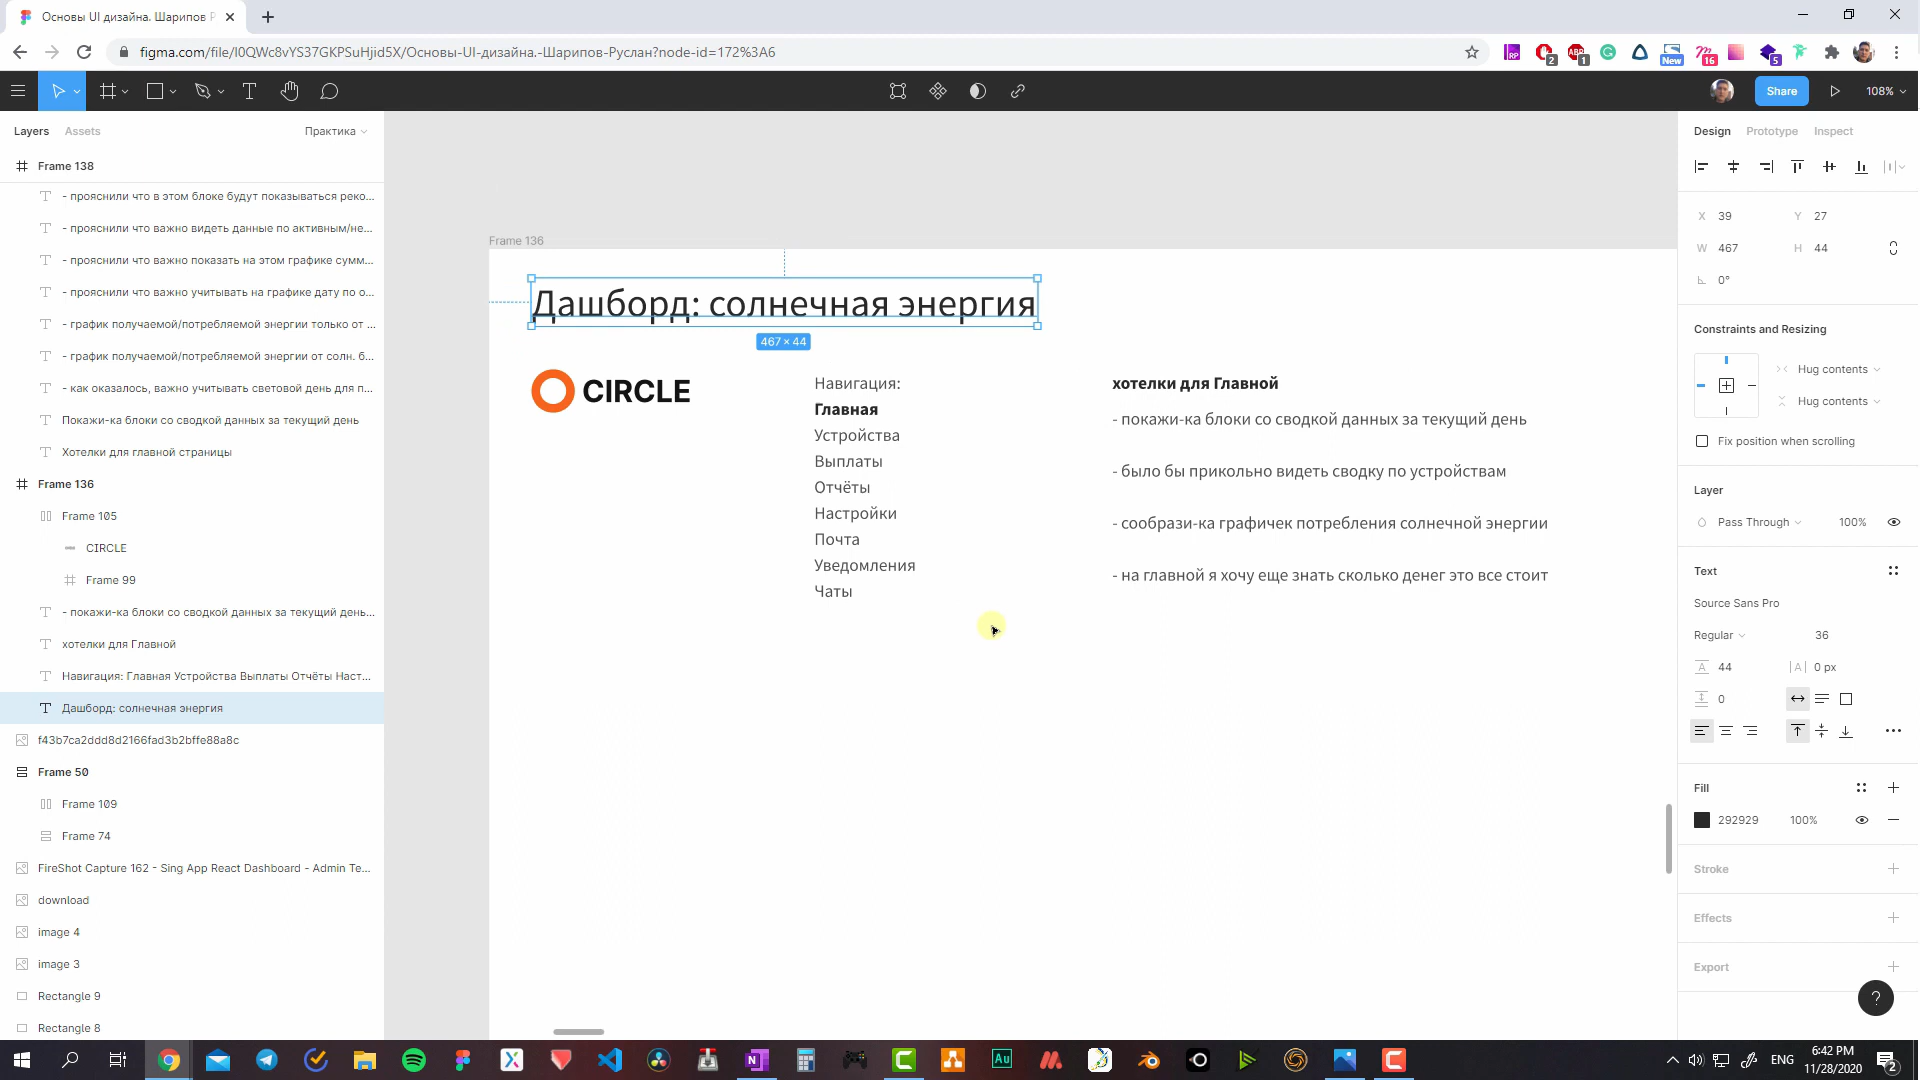 Основы UI дизайна. Шарипов Р
figma.com/file/I0QWc8vYS37GKPSuHjid5X/Основы-UI-дизайна.-Шарипов-Руслан?node-id=172%3A6
RP
2
ABP
1
New
16
5
Share
108%
Layers
Assets
Практика
Frame 138
- прояснили что в этом блоке будут показываться реко...
- прояснили что важно видеть данные по активным/не...
- прояснили что важно показать на этом графике сумм...
- прояснили что важно учитывать на графике дату по о...
- график получаемой/потребляемой энергии только от ...
- график получаемой/потребляемой энергии от солн. б...
- как оказалось, важно учитывать световой день для п...
Покажи-ка блоки со сводкой данных за текущий день
Хотелки для главной страницы
Frame 136
Frame 105
CIRCLE
Frame 99
- покажи-ка блоки со сводкой данных за текущий день...
хотелки для Главной
Навигация: Главная Устройства Выплаты Отчёты Наст...
Дашборд: солнечная энергия
f43b7ca2ddd8d2166fad3b2bffe88a8c
Frame 50
Frame 109
Frame 74
FireShot Capture 162 - Sing App React Dashboard - Admin Te...
download
image 4
image 3
Rectangle 9
Rectangle 8
Frame 136
Дашборд: солнечная энергия
467 × 44
CIRCLE
Навигация:
Главная
Устройства
Выплаты
Отчёты
Настройки
Почта
Уведомления
Чаты
хотелки для Главной
- покажи-ка блоки со сводкой данных за текущий день
- было бы прикольно видеть сводку по устройствам
- сообрази-ка графичек потребления солнечной энергии
- на главной я хочу еще знать сколько денег это все стоит
Design
Prototype
Inspect
X 39
Y 27
W 467
H 44
0°
Constraints and Resizing
Hug contents
Hug contents
Fix position when scrolling
Layer
Pass Through
100%
Text
Source Sans Pro
Regular
36
44
0 px
0
Fill
292929
100%
Stroke
Effects
Export
?
Au
ENG
6:42 PM
11/28/2020
2